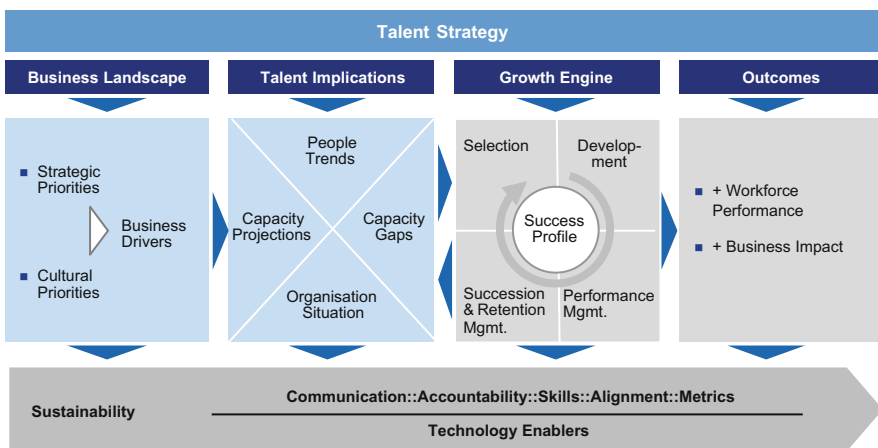 Talent Strategy
Business Landscape
Talent Implications
Growth Engine
Outcomes
Strategic
Priorities
Business
Drivers
Cultural
Priorities
People
Trends
Capacity
Projections
Capacity
Gaps
Organisation
Situation
Selection
Develop-
ment
Success
Profile
Succession
& Retention
Mgmt.
Performance
Mgmt.
+ Workforce
Performance
+ Business Impact
Sustainability
Communication::Accountability::Skills::Alignment::Metrics
Technology Enablers